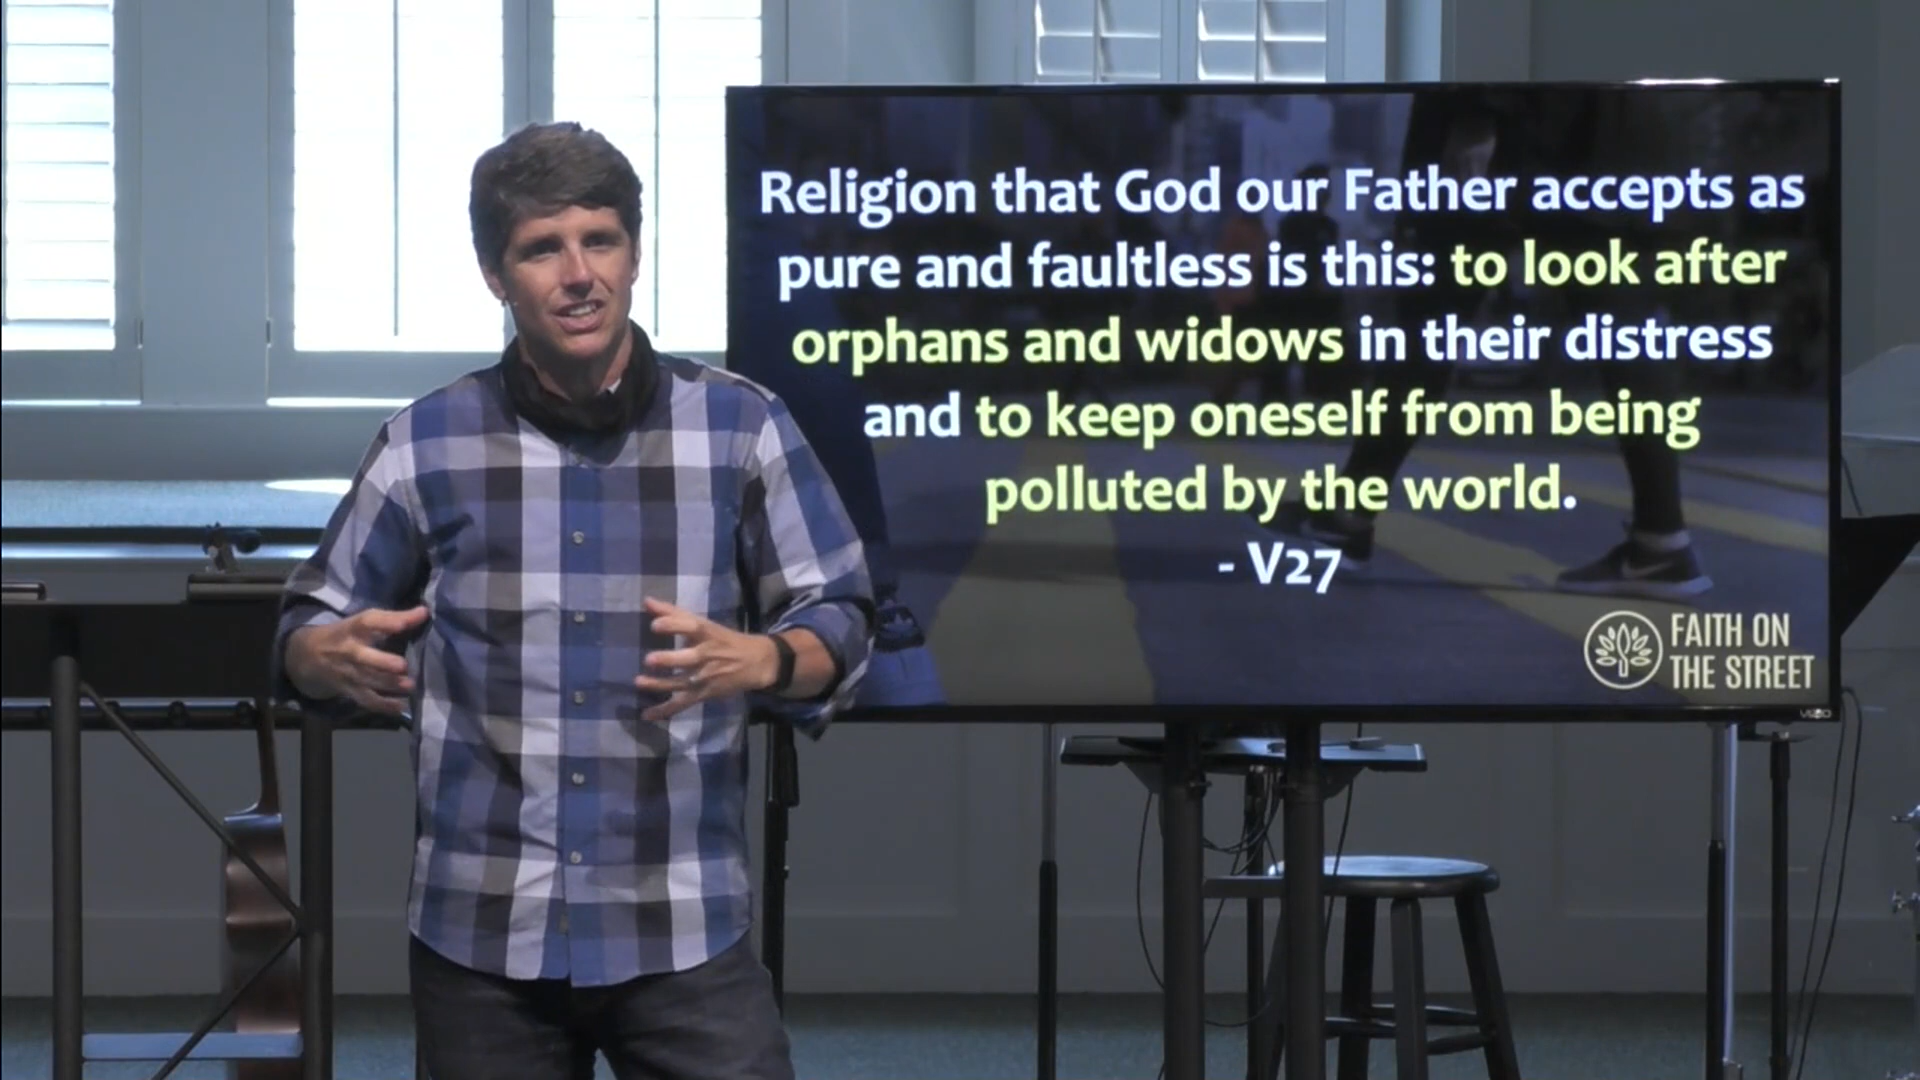 Religion that God our Father accepts as
pure and faultless is this: to look after
orphans and widows in their distress
and to keep oneself from being
polluted by the world.
- V27
FAITH ON
THE STREET
VIZIO